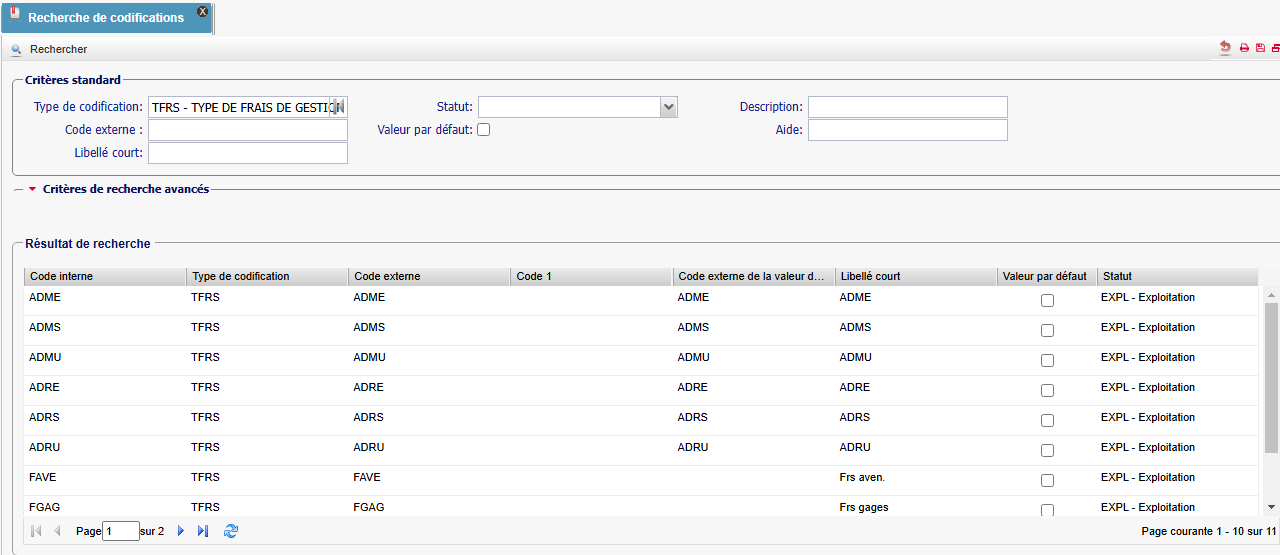 Recherche de codifications
Rechercher
Critères standard
Type de codification: TFRS - TYPE DE FRAIS DE GESTION Statut: Description:
Code externe : Valeur par défaut: Aide:
Libellé court:
Critères de recherche avancés
Résultat de recherche
Code interne Type de codification Code externe Code 1 Code externe de la valeur d... Libellé court Valeur par défaut Statut
ADME TFRS ADME ADME ADME EXPL - Exploitation
ADMS TFRS ADMS ADMS ADMS EXPL - Exploitation
ADMU TFRS ADMU ADMU ADMU EXPL - Exploitation
ADRE TFRS ADRE ADRE ADRE EXPL - Exploitation
ADRS TFRS ADRS ADRS ADRS EXPL - Exploitation
ADRU TFRS ADRU ADRU ADRU EXPL - Exploitation
FAVE TFRS FAVE Frs aven. EXPL - Exploitation
FGAG TFRS FGAG Frs gages EXPL - Exploitation
Page 1 sur 2 Page courante 1 - 10 sur 11